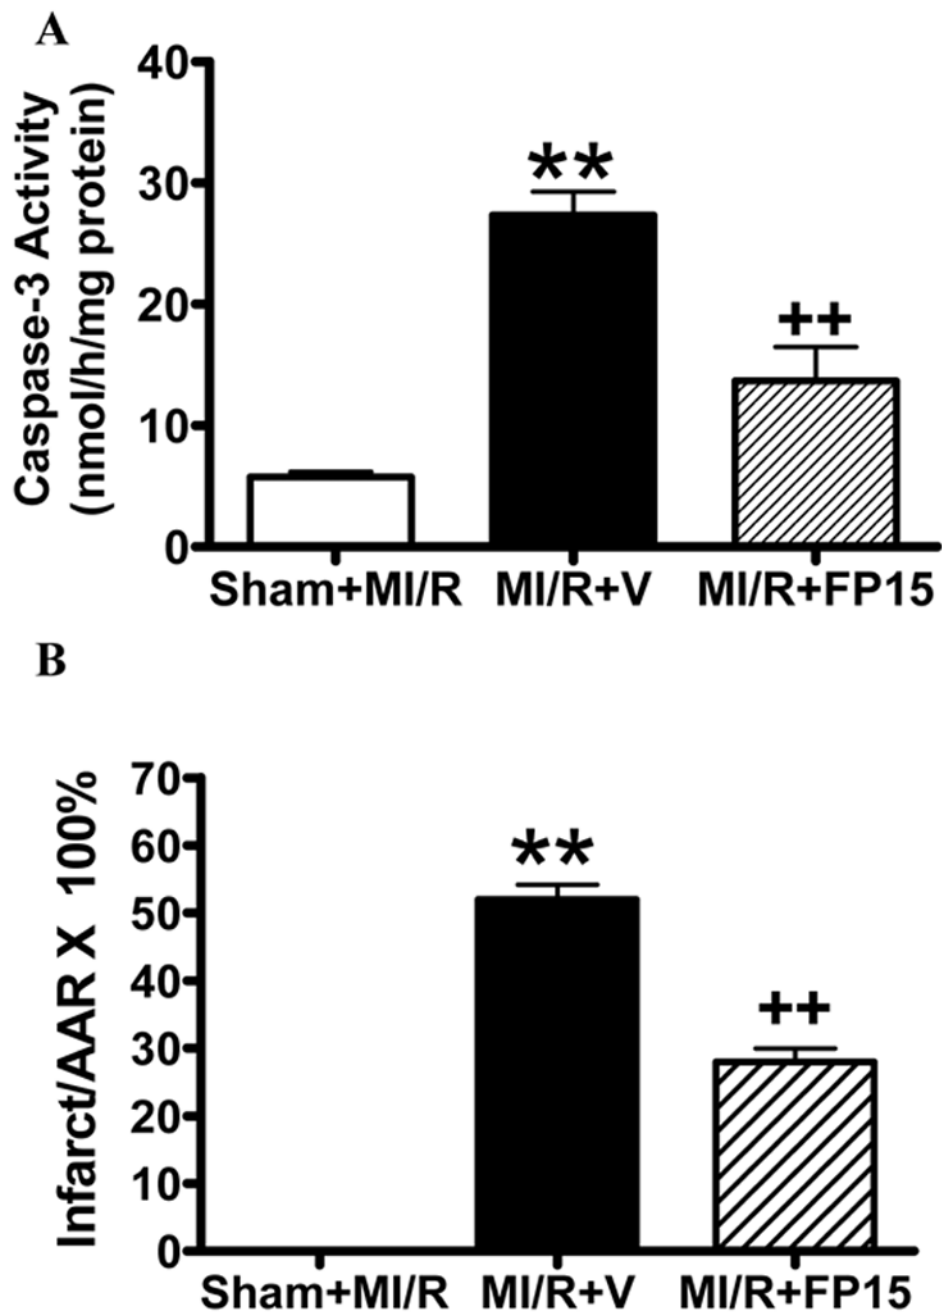 A
Caspase-3 Activity
(nmol/h/mg protein)
40
30
20
10
0
**
++
Sham+MI/R MI/R+V MI/R+FP15
B
Infarct/AAR X 100%
70
60
50
40
30
20
10
0
**
++
Sham+MI/R MI/R+V MI/R+FP15